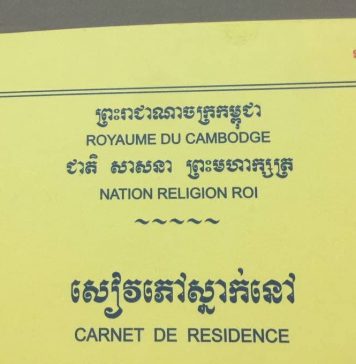 ព្រះរាជាណាចក្រកម្ពុជា
ROYAUME DU CAMBODGE
ជាតិ សាសនា ព្រះមហាក្សត្រ
NATION RELIGION ROI
~~~~~
សៀវភៅស្នាក់នៅ
CARNET DE RESIDENCE